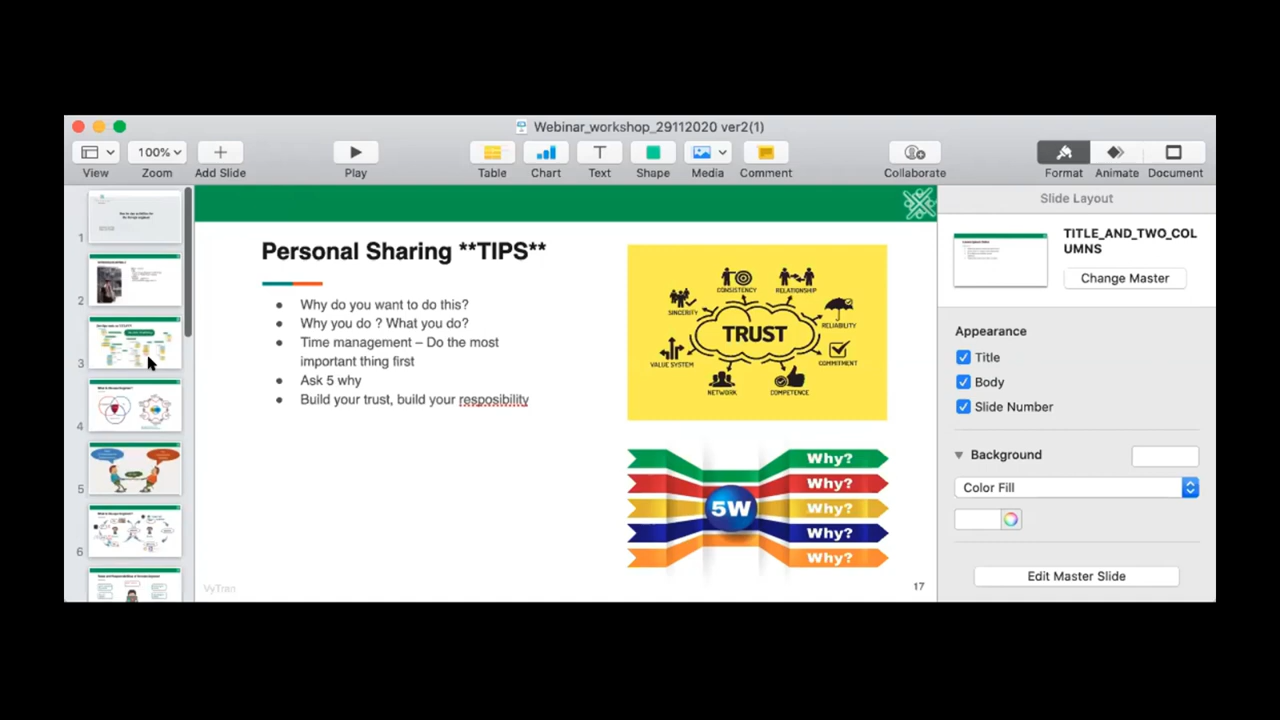 Webinar_workshop_29112020 ver2(1)
100%
View
Zoom
Add Slide
Play
Table
Chart
Text
Shape
Media
Comment
Collaborate
Format
Animate
Document
1
2
3
4
5
6
Personal Sharing **TIPS**
● Why do you want to do this?
● Why you do ? What you do?
● Time management – Do the most
important thing first
● Ask 5 why
● Build your trust, build your resposibility
CONSISTENCY
RELATIONSHIP
SINCERITY
RELIABILITY
TRUST
VALUE SYSTEM
COMMITMENT
NETWORK
COMPETENCE
5W
Why?
Why?
Why?
Why?
Why?
VyTran
17
Slide Layout
TITLE_AND_TWO_COL
UMNS
Change Master
Appearance
Title
Body
Slide Number
Background
Color Fill
Edit Master Slide